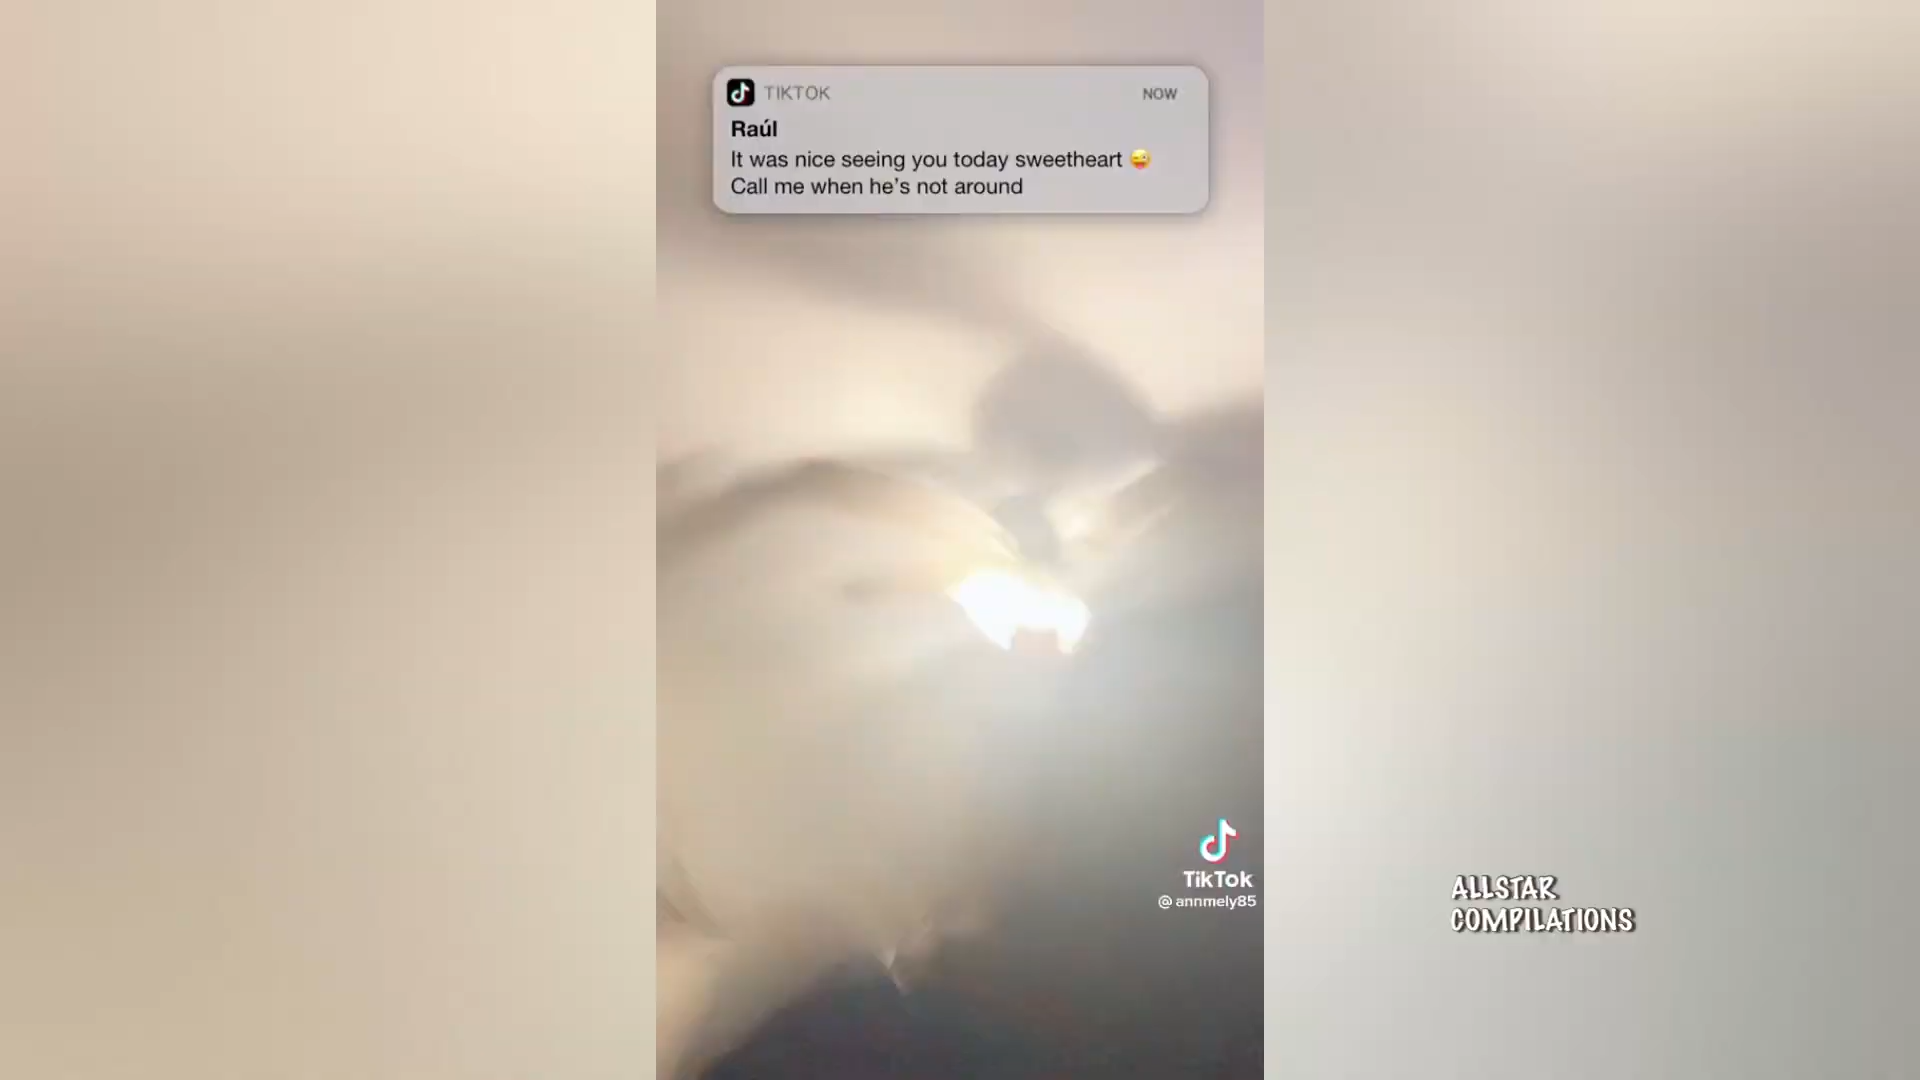 TIKTOK
NOW
Raúl
It was nice seeing you today sweetheart 😜
Call me when he's not around
TikTok
@annmely85
ALLSTAR
COMPILATIONS